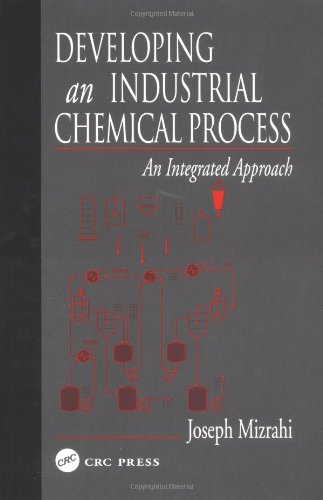 DEVELOPING
an INDUSTRIAL
CHEMICAL PROCESS
An Integrated Approach
Joseph Mizrahi
CRC CRC PRESS